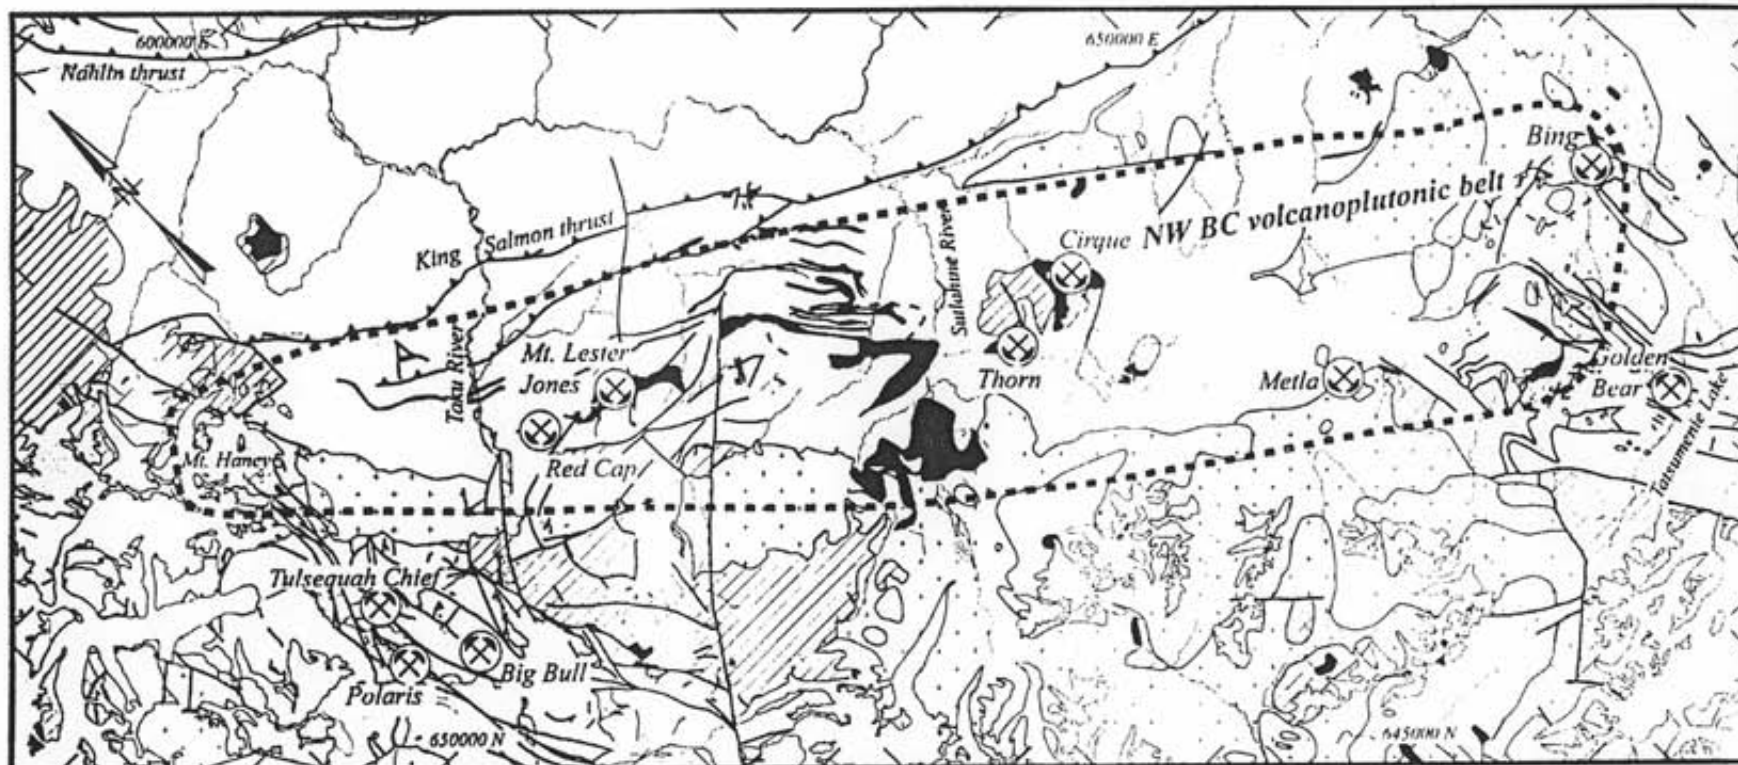 600000 E
650000 E
Nahlin thrust
Bing
NW BC volcanoplutonic belt
King Salmon thrust
Cirque
Sutlahine River
Taku River
Mt. Lester
Jones
Thorn
Metla
Golden
Bear
Red Cap
Mt. Haney
Tatsamenie Lake
Tulsequah Chief
Big Bull
Polaris
650000 N
645000 N